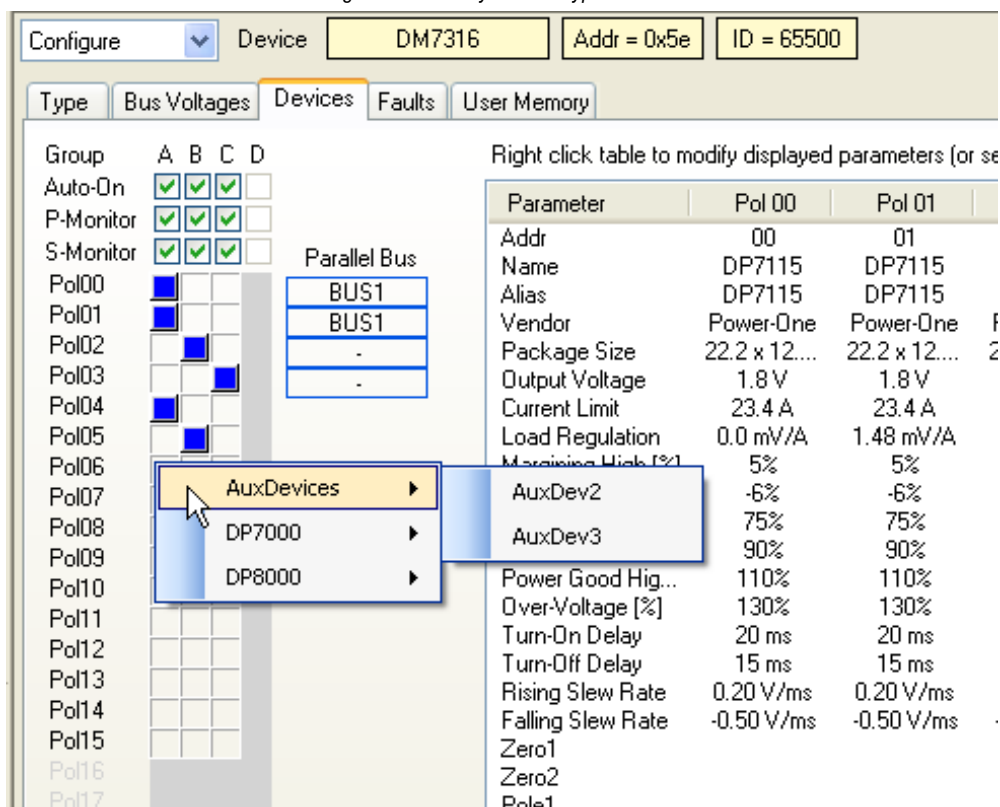 Configure Device DM7316 Addr = 0x5e ID = 65500
Type Bus Voltages Devices Faults User Memory
Group A B C D
Right click table to modify displayed parameters (or se
Auto-On
P-Monitor
S-Monitor
Parallel Bus
Pol00 BUS1
Pol01 BUS1
Pol02 -
Pol03 -
Pol04
Pol05
Pol06
Pol07
Pol08
Pol09
Pol10
Pol11
Pol12
Pol13
Pol14
Pol15
Pol16
Pol17
AuxDevices
DP7000
DP8000
AuxDev2
AuxDev3
Parameter Pol 00 Pol 01
Addr 00 01
Name DP7115 DP7115
Alias DP7115 DP7115
Vendor Power-One Power-One
Package Size 22.2 x 12.... 22.2 x 12.... 2
Output Voltage 1.8 V 1.8 V
Current Limit 23.4 A 23.4 A
Load Regulation 0.0 mV/A 1.48 mV/A
Margining High [%] 5% 5%
-6% -6%
75% 75%
90% 90%
Power Good Hig... 110% 110%
Over-Voltage [%] 130% 130%
Turn-On Delay 20 ms 20 ms
Turn-Off Delay 15 ms 15 ms
Rising Slew Rate 0.20 V/ms 0.20 V/ms
Falling Slew Rate -0.50 V/ms -0.50 V/ms -
Zero1
Zero2
Pole1